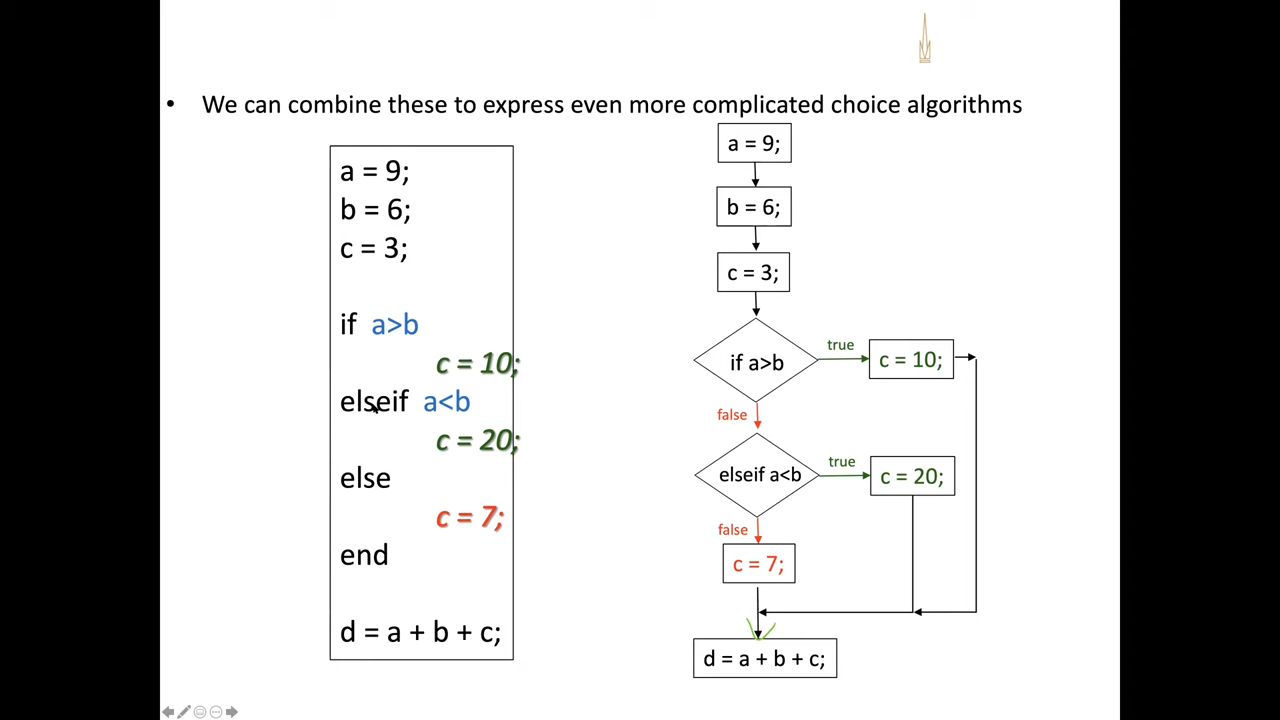 • We can combine these to express even more complicated choice algorithms
a = 9;
b = 6;
c = 3;
if a>b
c = 10;
elseif a<b
c = 20;
else
c = 7;
end
d = a + b + c;
a = 9;
b = 6;
c = 3;
if a>b
true
c = 10;
false
elseif a<b
true
c = 20;
false
c = 7;
d = a + b + c;